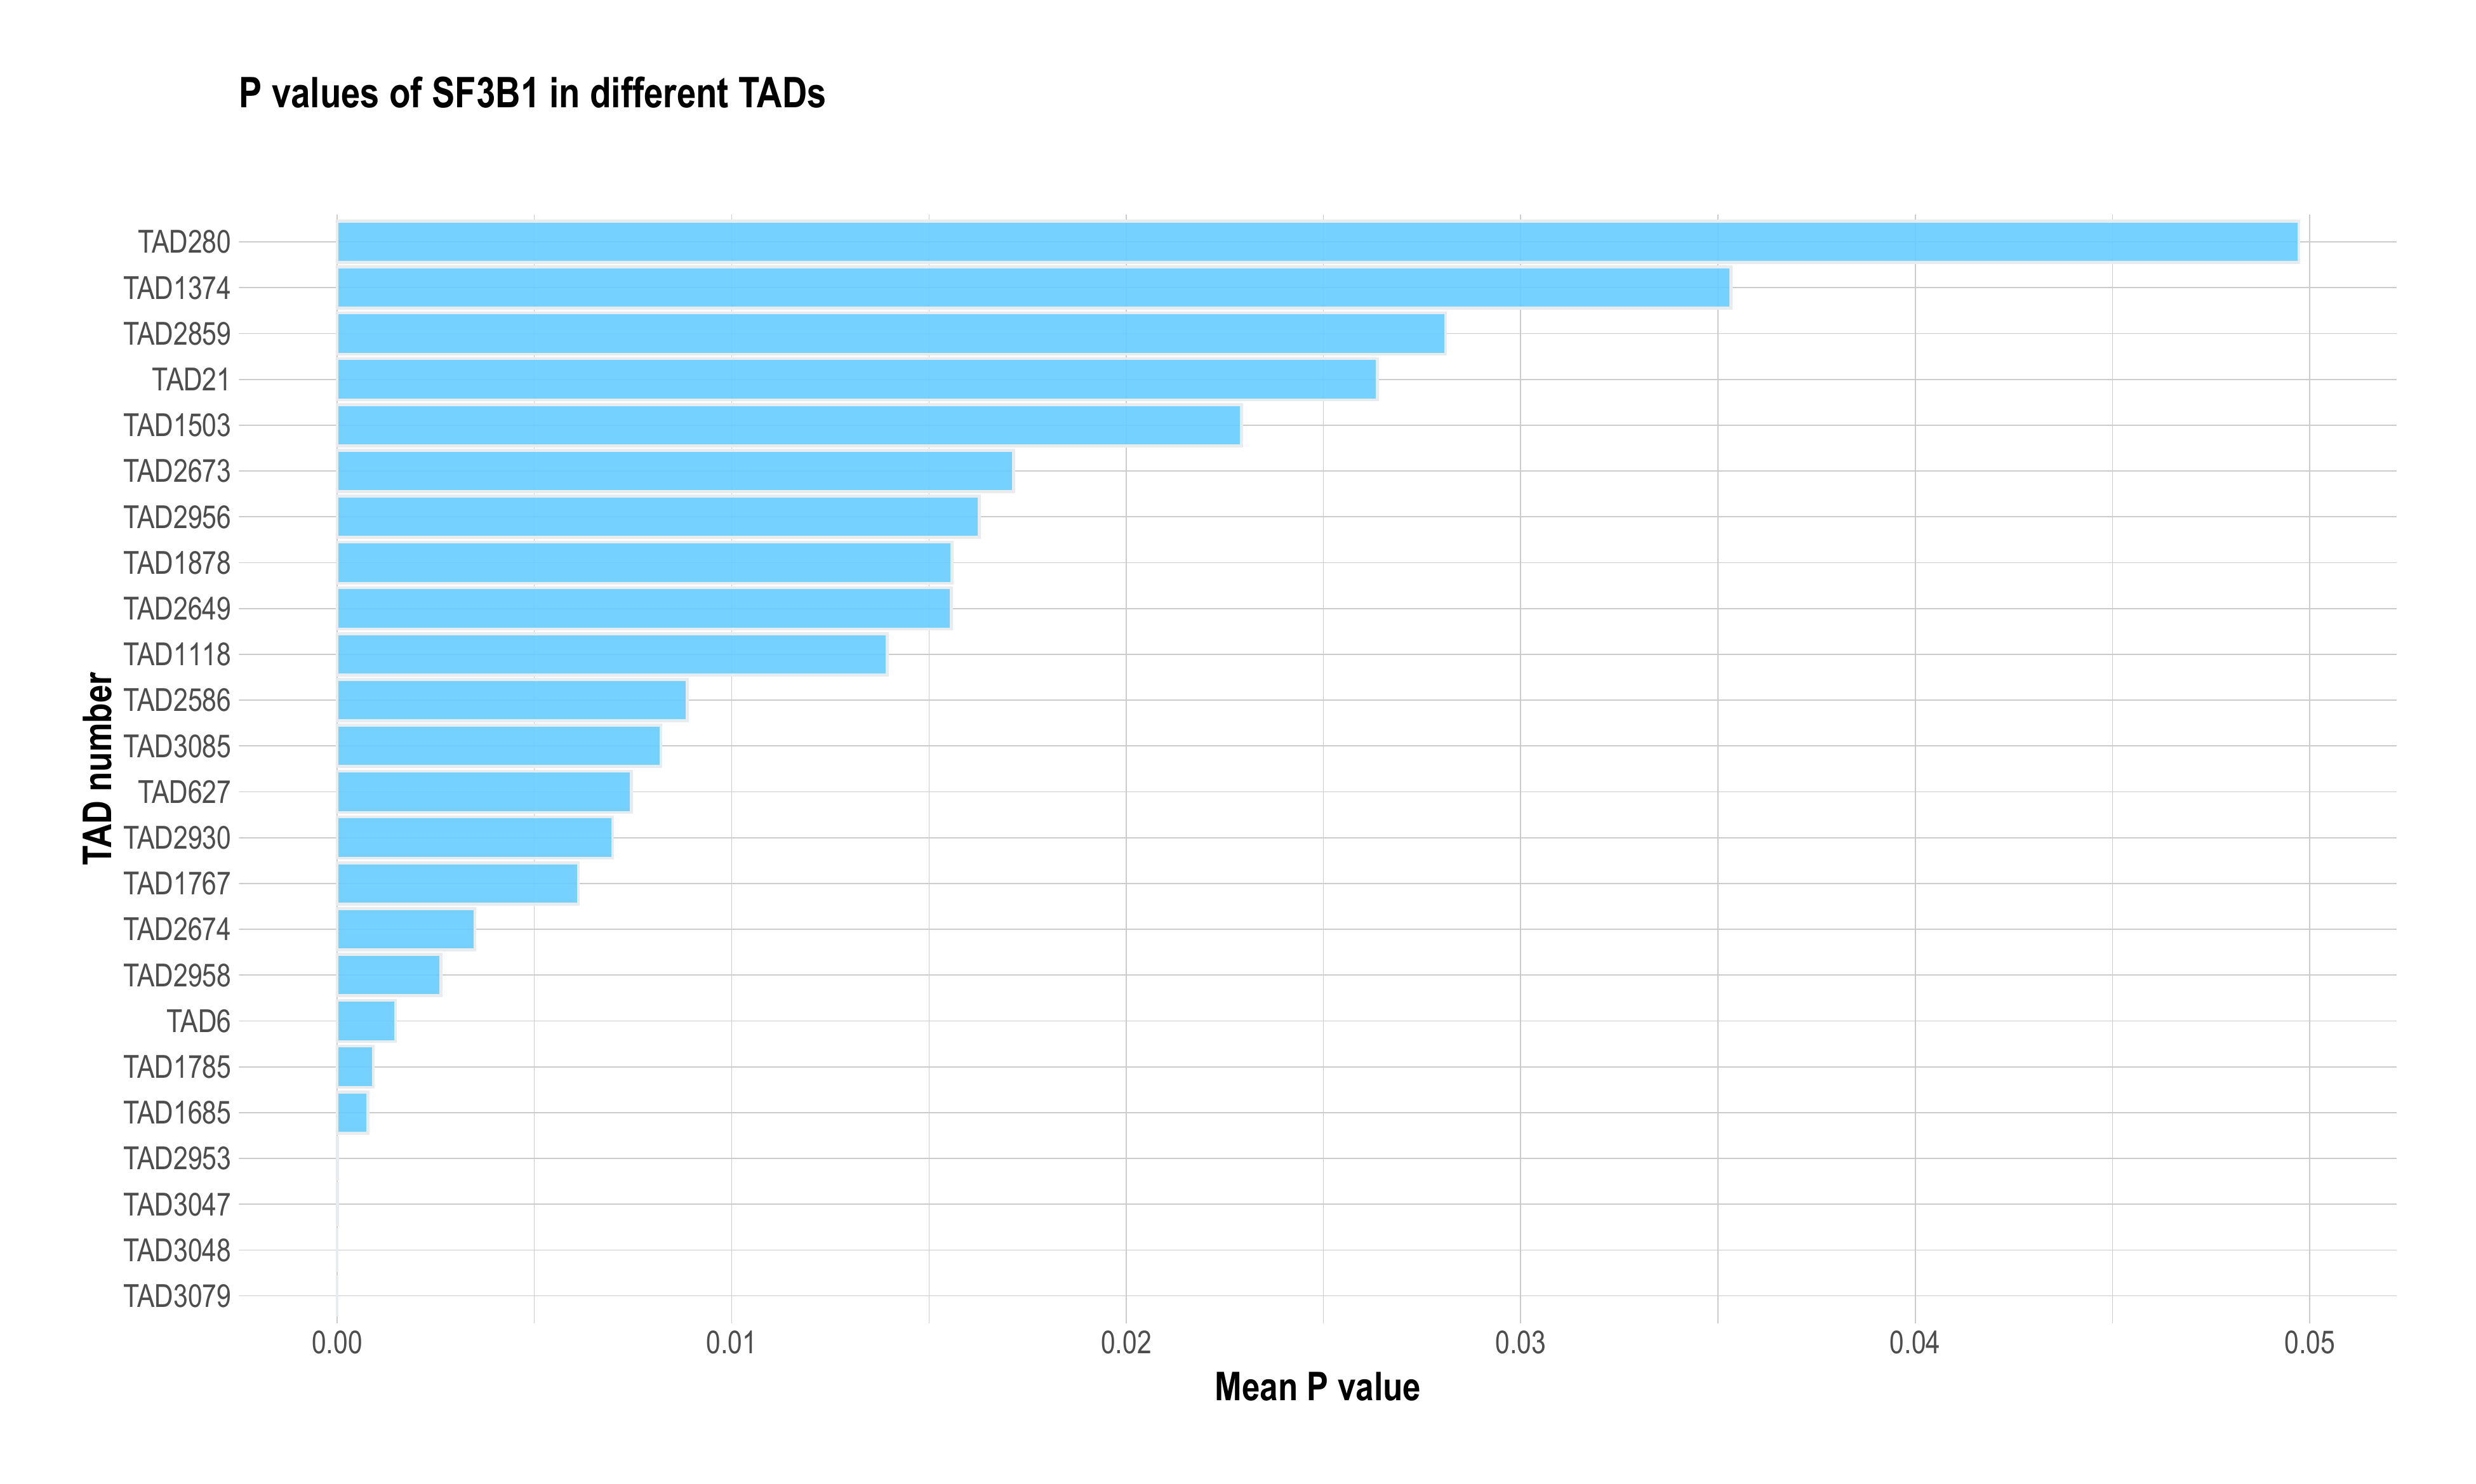 P values of SF3B1 in different TADs
TAD280
TAD1374
TAD2859
TAD21
TAD1503
TAD2673
TAD2956
TAD1878
TAD2649
TAD1118
TAD2586
TAD3085
TAD627
TAD2930
TAD1767
TAD2674
TAD2958
TAD6
TAD1785
TAD1685
TAD2953
TAD3047
TAD3048
TAD3079
TAD number
0.00 0.01 0.02 0.03 0.04 0.05
Mean P value